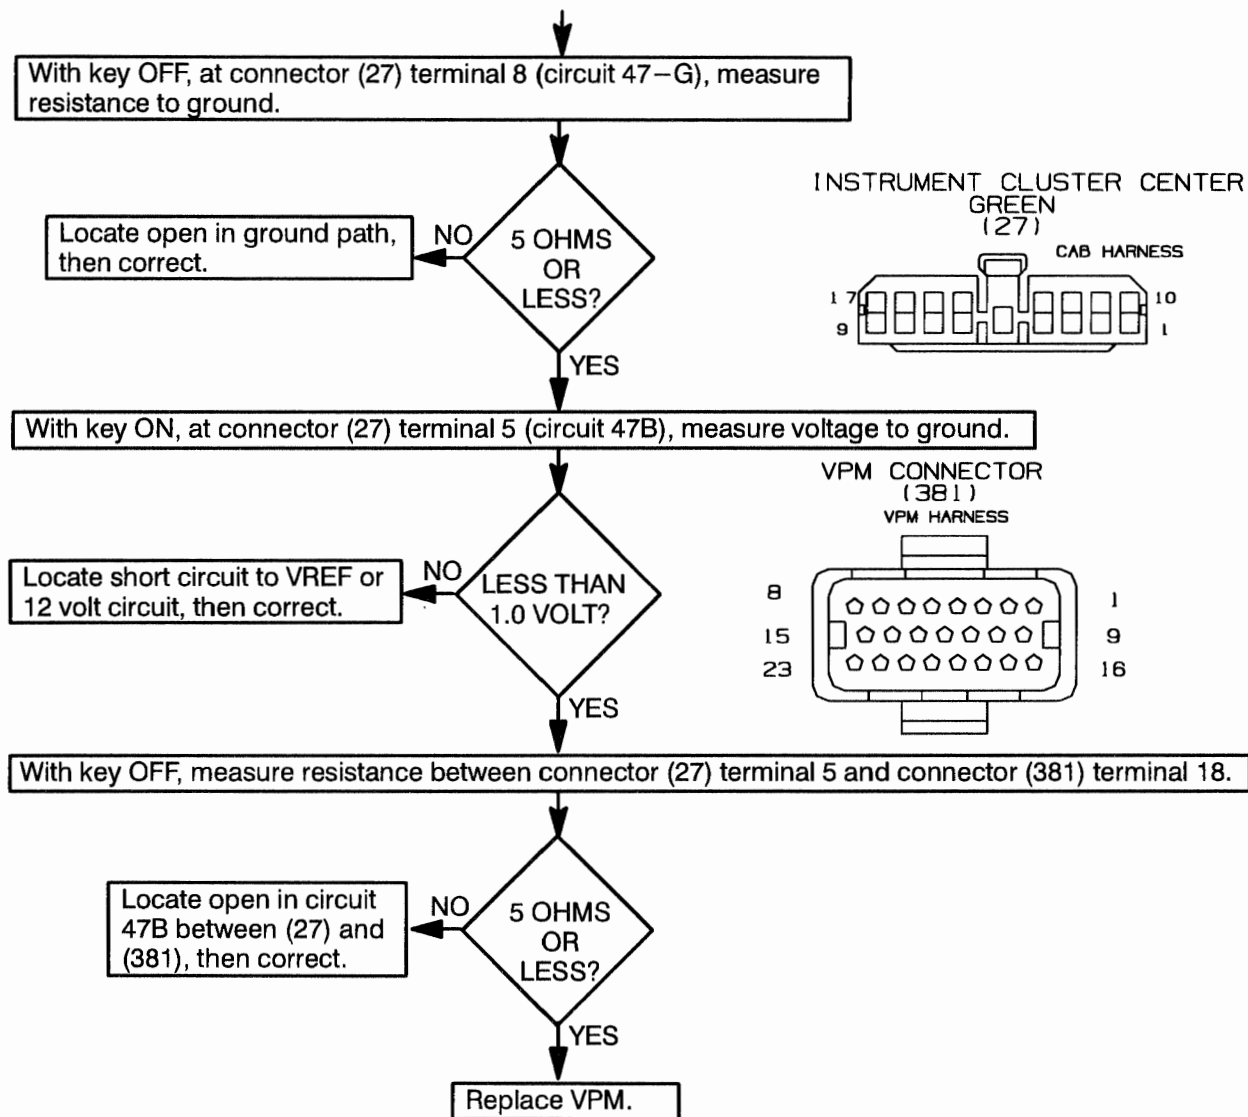 With key OFF, at connector (27) terminal 8 (circuit 47-G), measure
resistance to ground.
INSTRUMENT CLUSTER CENTER
GREEN
(27)
CAB HARNESS
17
10
9
1
Locate open in ground path,
then correct.
NO
5 OHMS
OR
LESS?
YES
With key ON, at connector (27) terminal 5 (circuit 47B), measure voltage to ground.
VPM CONNECTOR
(381)
VPM HARNESS
8
1
15
9
23
16
Locate short circuit to VREF or
12 volt circuit, then correct.
NO
LESS THAN
1.0 VOLT?
YES
With key OFF, measure resistance between connector (27) terminal 5 and connector (381) terminal 18.
Locate open in circuit
47B between (27) and
(381), then correct.
NO
5 OHMS
OR
LESS?
YES
Replace VPM.